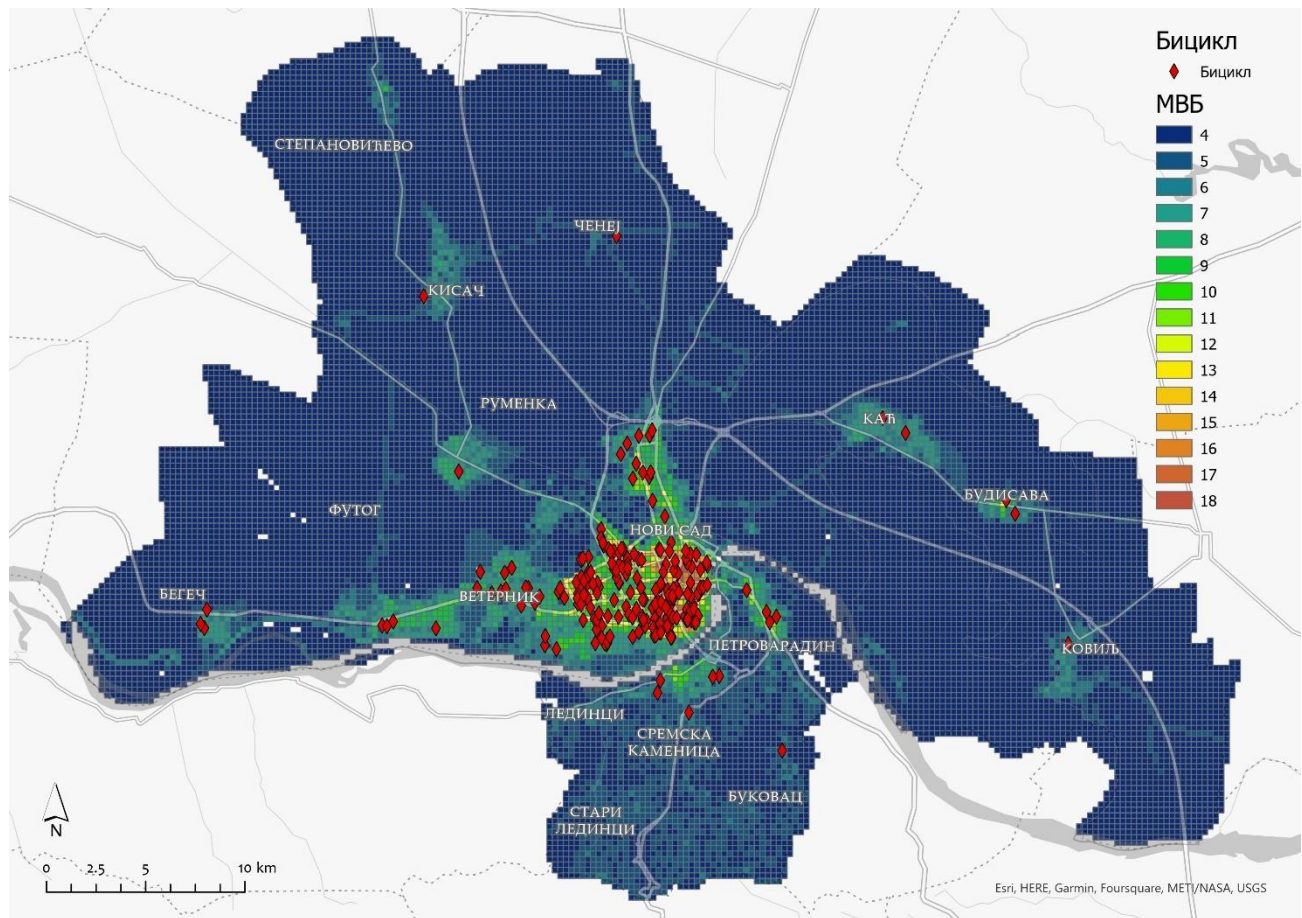 Бицикл
Бицикл
МВБ
4
5
6
7
8
9
10
11
12
13
14
15
16
17
18
СТЕПАНОВИЋЕВО
ЧЕНЕЈ
КИСАЧ
РУМЕНКА
КАЋ
БУДИСАВА
ФУТОГ
НОВИ САД
БЕГЕЧ
ВЕТЕРНИК
ПЕТРОВАРАДИН
КОВИЉ
ЛЕДИНЦИ
СРЕМСКА
КАМЕНИЦА
БУКОВАЦ
СТАРИ
ЛЕДИНЦИ
N
0 2.5 5 10 km
Esri, HERE, Garmin, Foursquare, METI/NASA, USGS